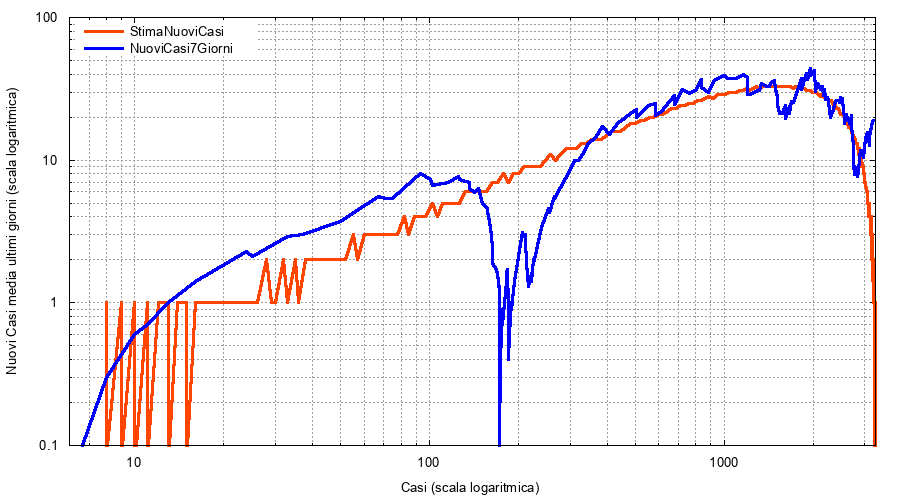 100
StimaNuoviCasi
NuoviCasi7Giorni
10
Nuovi Casi media ultimi giorni (scala logaritmica)
1
0.1
10 100 1000
Casi (scala logaritmica)